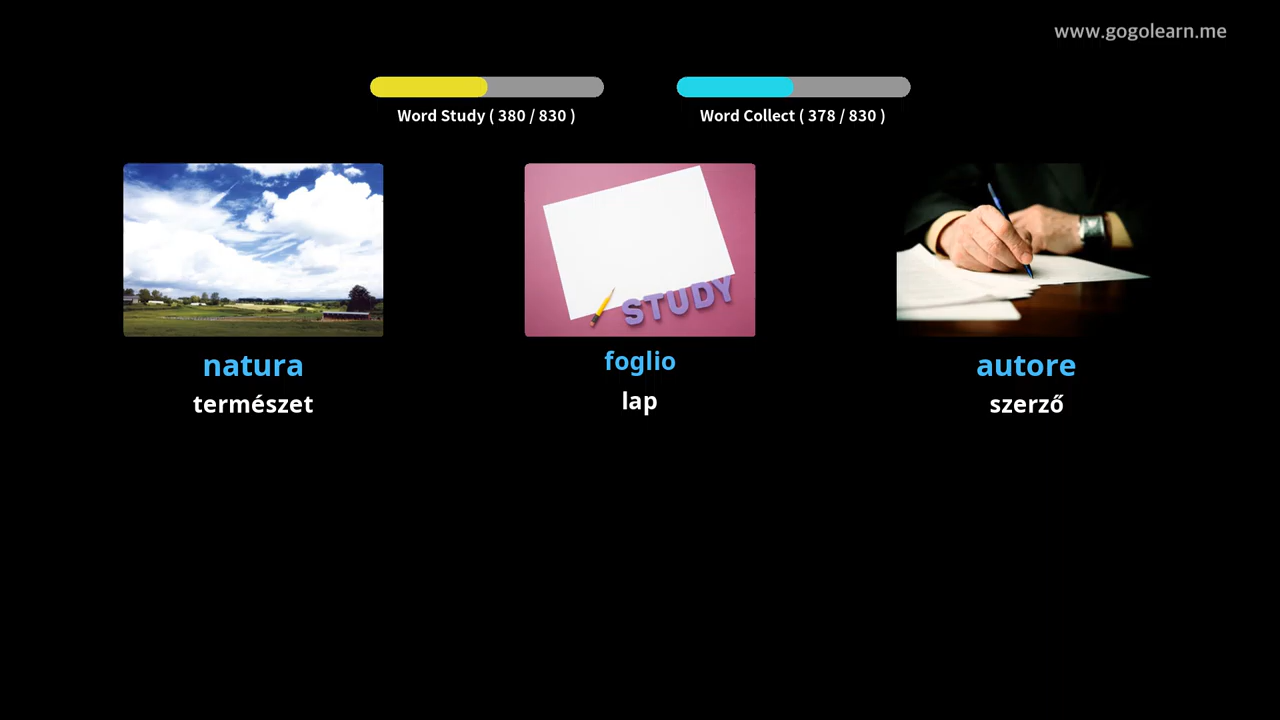 www.gogolearn.me
Word Study ( 380 / 830 )
Word Collect ( 378 / 830 )
STUDY
natura
természet
foglio
lap
autore
szerző